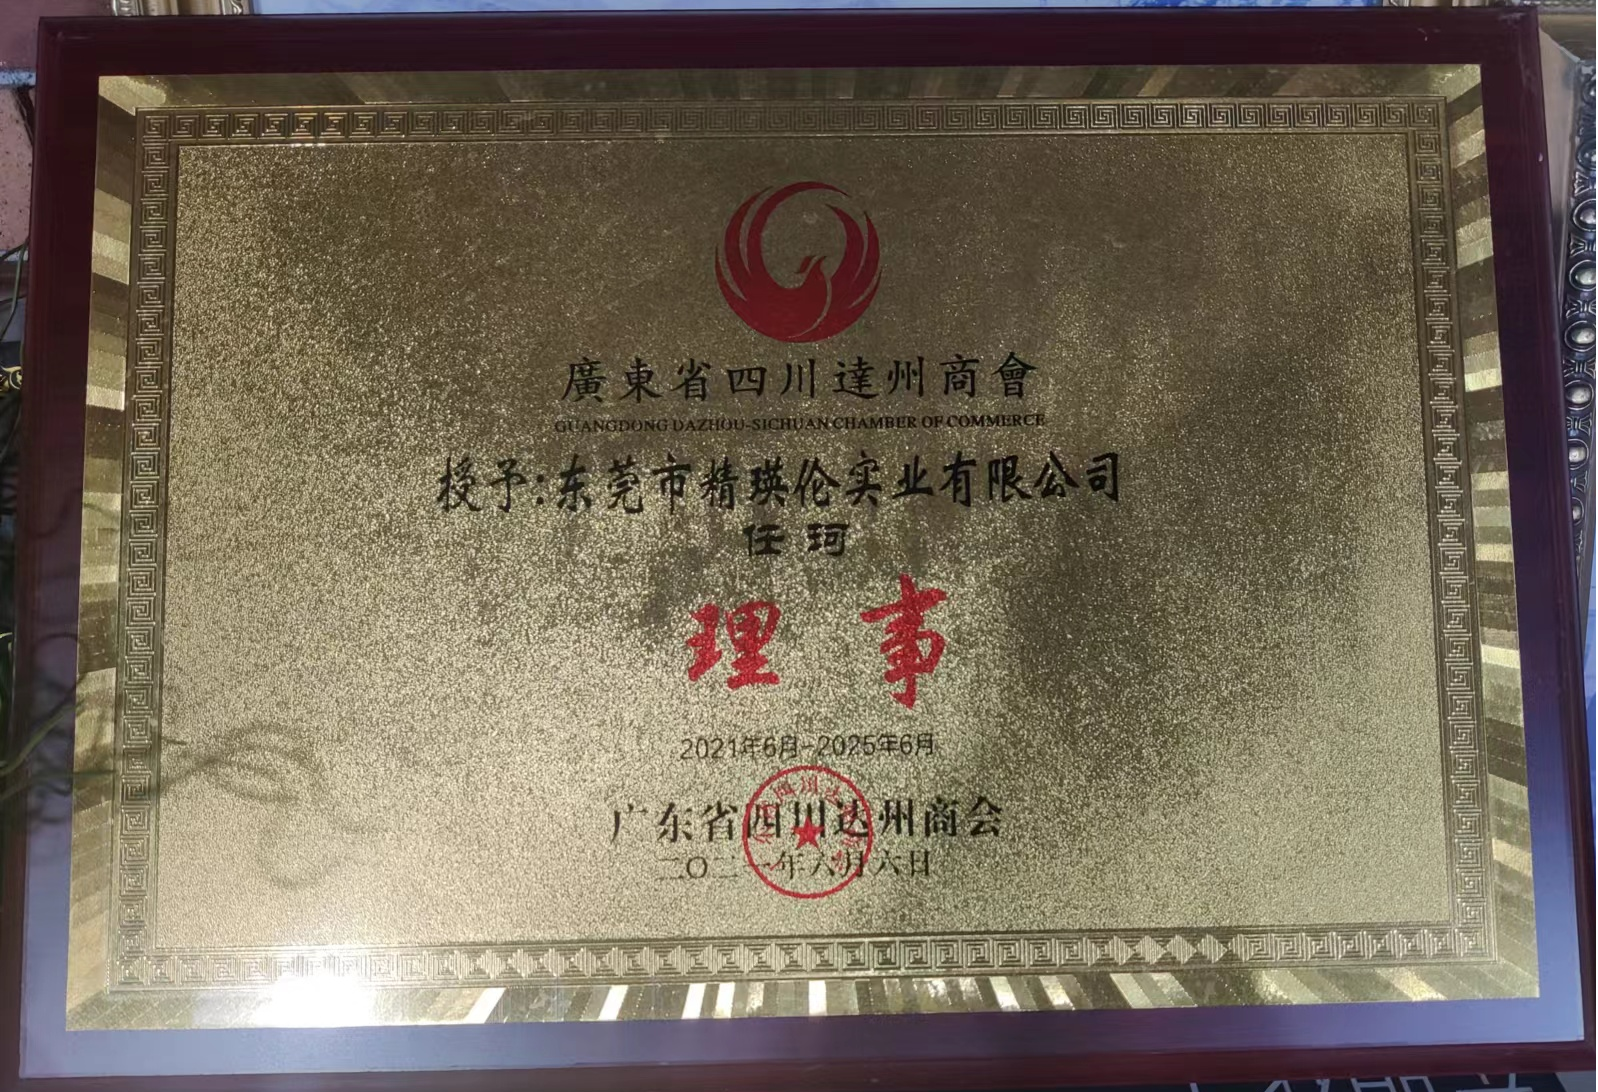 廣東省四川達州商會
GUANGDONG DAZHOU-SICHUAN CHAMBER OF COMMERCE
授予:东莞市精瑛伦实业有限公司
任珂
理事
2021年6月-2025年6月
广东省四川达州商会
二〇二一年六月六日